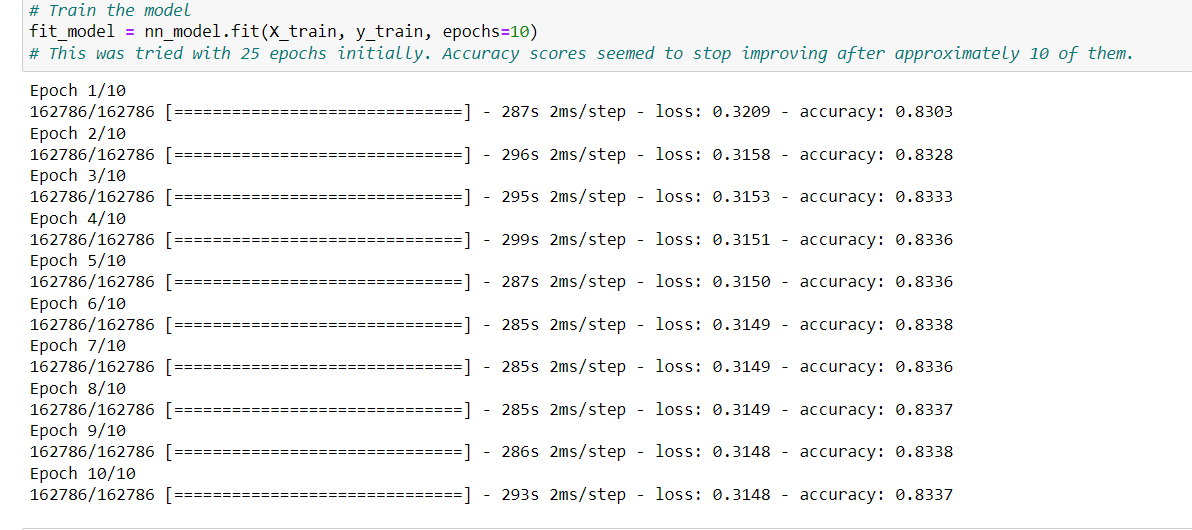 # Train the model
fit_model = nn_model.fit(X_train, y_train, epochs=10)
# This was tried with 25 epochs initially. Accuracy scores seemed to stop improving after approximately 10 of them.
Epoch 1/10
162786/162786 [==============================] - 287s 2ms/step - loss: 0.3209 - accuracy: 0.8303
Epoch 2/10
162786/162786 [==============================] - 296s 2ms/step - loss: 0.3158 - accuracy: 0.8328
Epoch 3/10
162786/162786 [==============================] - 295s 2ms/step - loss: 0.3153 - accuracy: 0.8333
Epoch 4/10
162786/162786 [==============================] - 299s 2ms/step - loss: 0.3151 - accuracy: 0.8336
Epoch 5/10
162786/162786 [==============================] - 287s 2ms/step - loss: 0.3150 - accuracy: 0.8336
Epoch 6/10
162786/162786 [==============================] - 285s 2ms/step - loss: 0.3149 - accuracy: 0.8338
Epoch 7/10
162786/162786 [==============================] - 285s 2ms/step - loss: 0.3149 - accuracy: 0.8336
Epoch 8/10
162786/162786 [==============================] - 285s 2ms/step - loss: 0.3149 - accuracy: 0.8337
Epoch 9/10
162786/162786 [==============================] - 286s 2ms/step - loss: 0.3148 - accuracy: 0.8338
Epoch 10/10
162786/162786 [==============================] - 293s 2ms/step - loss: 0.3148 - accuracy: 0.8337